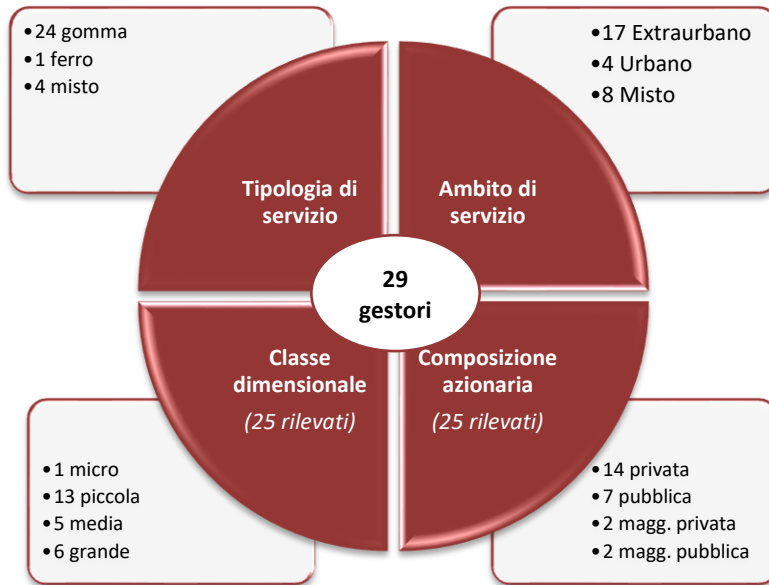 •24 gomma
•1 ferro
•4 misto
•17 Extraurbano
•4 Urbano
•8 Misto
Tipologia di
servizio
Ambito di
servizio
29
gestori
Classe
dimensionale
(25 rilevati)
Composizione
azionaria
(25 rilevati)
•1 micro
•13 piccola
•5 media
•6 grande
•14 privata
•7 pubblica
•2 magg. privata
•2 magg. pubblica